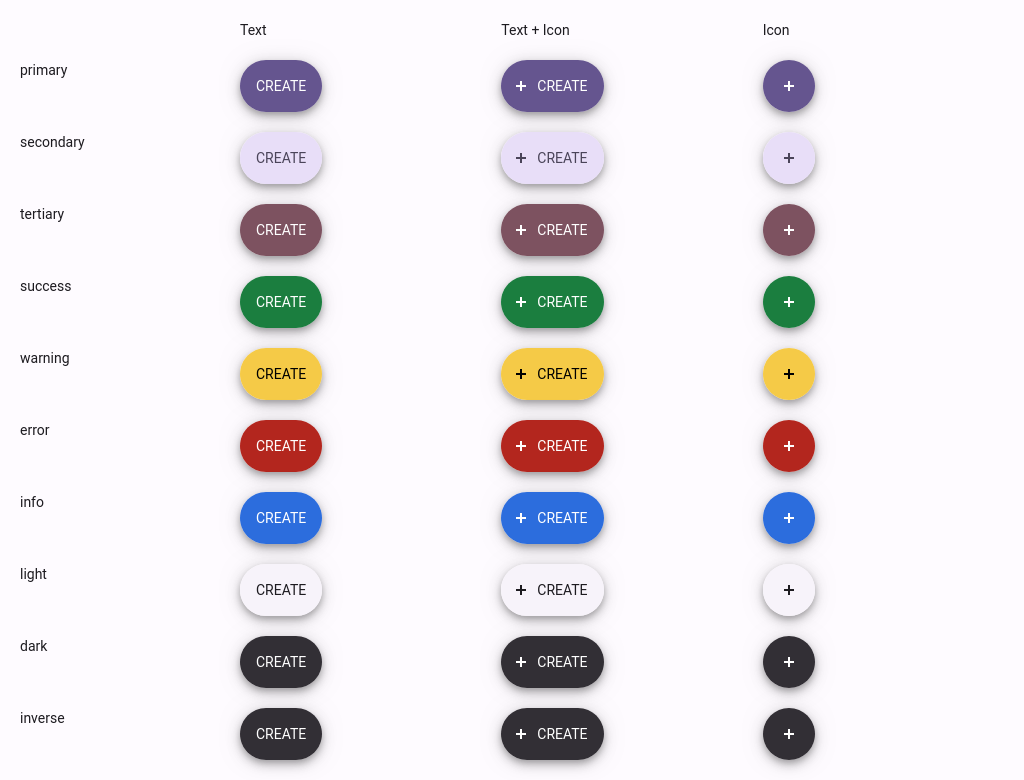 Text Text + Icon Icon
primary CREATE + CREATE +
secondary CREATE + CREATE +
tertiary CREATE + CREATE +
success CREATE + CREATE +
warning CREATE + CREATE +
error CREATE + CREATE +
info CREATE + CREATE +
light CREATE + CREATE +
dark CREATE + CREATE +
inverse CREATE + CREATE +